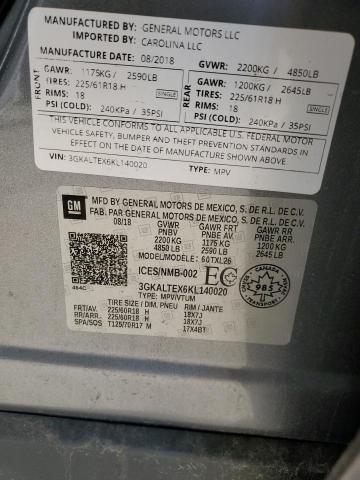 MANUFACTURED BY: GENERAL MOTORS LLC
IMPORTED BY: CAROLINA LLC
MANUFACTURED 08/2018 GVWR: 2200KG / 4850LB
FRONT GAWR: 1175KG / 2590LB REAR GAWR: 1200KG / 2645LB
TIRES: 225/61R18 H SINGLE TIRES: 225/61R18 H SINGLE
RIMS: 18 RIMS: 18
PSI (COLD): 240KPA / 35PSI PSI (COLD): 240KPA / 35PSI
THIS VEHICLE CONFORMS TO ALL APPLICABLE U.S. FEDERAL MOTOR
VEHICLE SAFETY, BUMPER AND THEFT PREVENTION STANDARDS IN
EFFECT ON THE DATE OF MANUFACTURE SHOWN ABOVE
VIN: 3GKALTEX6KL140020 TYPE: MPV
GM
MFD BY GENERAL MOTORS DE MEXICO, S. DE R.L. DE C.V.
FAB. PAR GENERAL MOTORS DE MEXICO, S. DE R.L. DE C.V.
08/18 GVWR GAWR FRT GAWR RR
PNBV PNBE AV. PNBE ARR.
2200 KG 1175 KG 1200 KG
4850 LB 2590 LB 2645 LB
MODEL/MODELE: 60TXL26
ICES/NMB-002 EC
CANADA 985
3GKALTEX6KL140020
464C
TYPE: MPV/VTUM
TIRE SIZE / DIM. PNEU RIM / JANTE
FRT/AV. 225/60R18 H 18X7J
RR/ARR. 225/60R18 H 18X7J
SPA/SOS T125/70R17 M 17X4BT